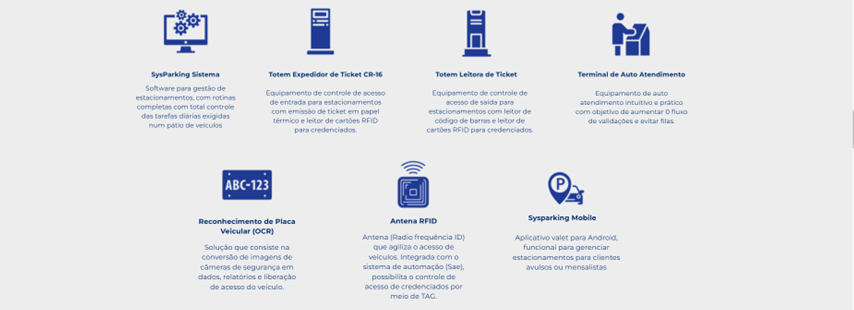 SysParking Sistema
Software para gestão de
estacionamentos, com rotinas
completas com total controle
das tarefas diárias exigidas
num pátio de veículos
Totem Expedidor de Ticket CR-16
Equipamento de controle de acesso
de entrada para estacionamentos
com emissão de ticket em papel
térmico e leitor de cartões RFID
para credenciados.
Totem Leitora de Ticket
Equipamento de controle de
acesso de saída para
estacionamentos com leitor de
código de barras e leitor de
cartões RFID para credenciados.
Terminal de Auto Atendimento
Equipamento de auto
atendimento intuitivo e prático
com objetivo de aumentar 0 fluxo
de validações e evitar filas.
ABC-123
Reconhecimento de Placa
Veicular (OCR)
Solução que consiste na
conversão de imagens de
câmeras de segurança em
dados, relatórios e liberação
de acesso do veículo.
Antena RFID
Antena (Radio frequência ID)
que agiliza o acesso de
veículos. Integrada com o
sistema de automação (Sae),
possibilita o controle de
acesso de credenciados por
meio de TAG.
P
Sysparking Mobile
Aplicativo valet para Android,
funcional para gerenciar
estacionamentos para clientes
avulsos ou mensalistas